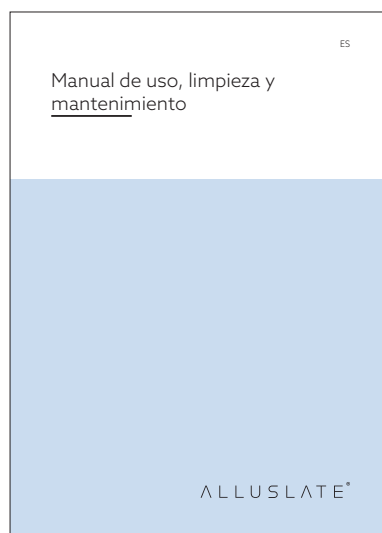 ES
Manual de uso, limpieza y
mantenimiento
ALLUSLATE®